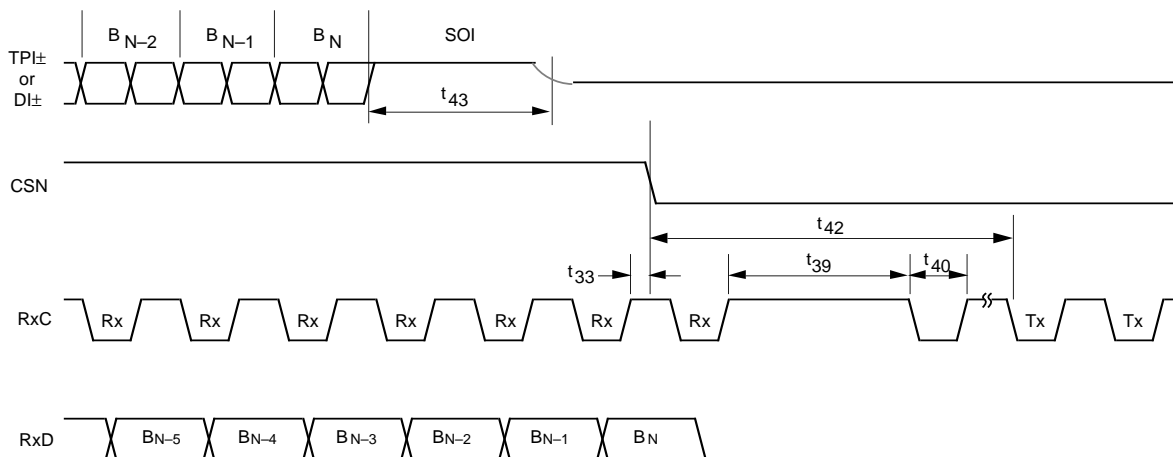 B N–2 B N–1 B N SOI
TPI±
or
DI±
t43
CSN
t42
t33 t39 t40
RxC Rx Rx Rx Rx Rx Rx Rx Tx Tx
RxD BN–5 BN–4 BN–3 BN–2 BN–1 BN